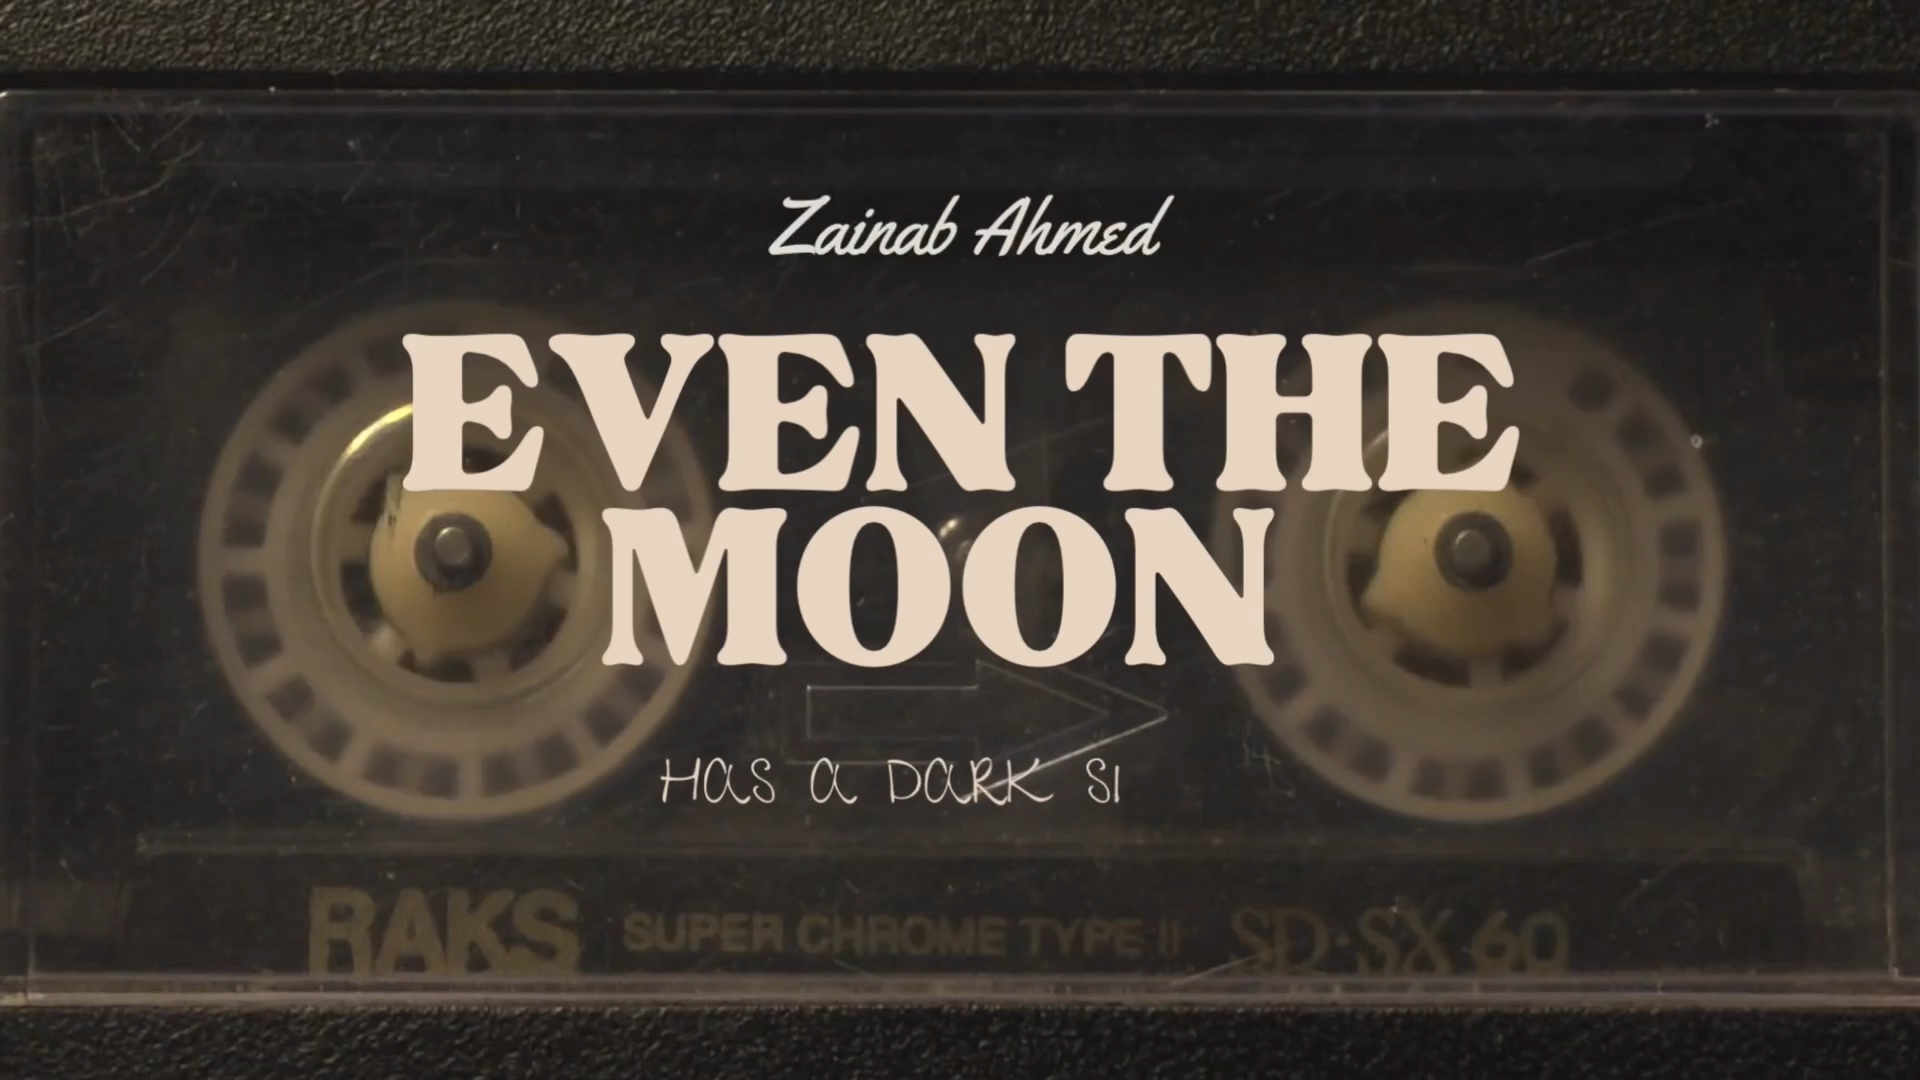 Zainab Ahmed
EVEN THE
MOON
HAS A DARK SI
RAKS SUPER CHROME TYPE II SD·SX 60